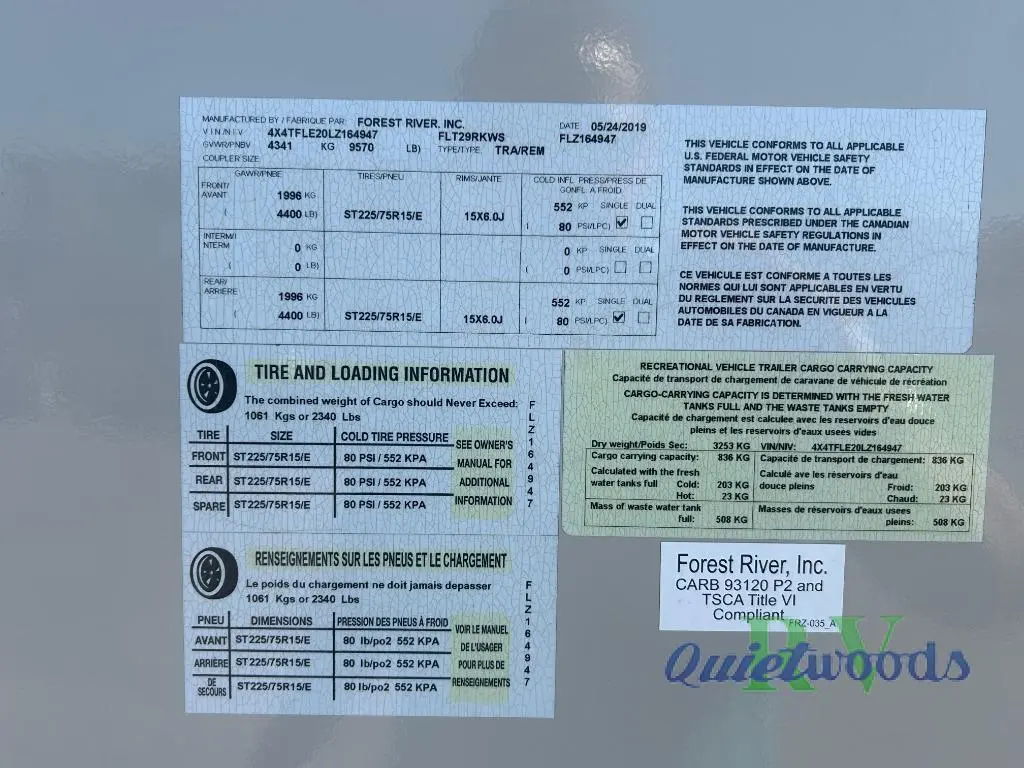 MANUFACTURED BY / FABRIQUE PAR: FOREST RIVER, INC. DATE 05/24/2019
VIN/NIV 4X4TFLE20LZ164947 FLT29RKWS FLZ164947
GVWR/PNBV 4341 KG 9570 LB) TYPE/TYPE: TRA/REM
COUPLER SIZE
GAWR/PNBE TIRES/PNEU RIMS/JANTE COLD INFL. PRESS/PRESS DE
GONFL. A FROID
FRONT/ AVANT 1996 KG 552 KP SINGLE DUAL
( 4400 LB) ST225/75R15/E 15X6.0J ( 80 PSI/LPC)
INTERM/ NTERM 0 KG 0 KP SINGLE DUAL
( 0 LB) ( 0 PSI/LPC)
REAR/ ARRIERE 1996 KG 552 KP SINGLE DUAL
( 4400 LB) ST225/75R15/E 15X6.0J ( 80 PSI/LPC)
THIS VEHICLE CONFORMS TO ALL APPLICABLE
U.S. FEDERAL MOTOR VEHICLE SAFETY
STANDARDS IN EFFECT ON THE DATE OF
MANUFACTURE SHOWN ABOVE.
THIS VEHICLE CONFORMS TO ALL APPLICABLE
STANDARDS PRESCRIBED UNDER THE CANADIAN
MOTOR VEHICLE SAFETY REGULATIONS IN
EFFECT ON THE DATE OF MANUFACTURE.
CE VEHICULE EST CONFORME A TOUTES LES
NORMES QUI LUI SONT APPLICABLES EN VERTU
DU REGLEMENT SUR LA SECURITE DES VEHICULES
AUTOMOBILES DU CANADA EN VIGUEUR A LA
DATE DE SA FABRICATION.
TIRE AND LOADING INFORMATION
The combined weight of Cargo should Never Exceed:
1061 Kgs or 2340 Lbs
TIRE SIZE COLD TIRE PRESSURE
FRONT ST225/75R15/E 80 PSI / 552 KPA
REAR ST225/75R15/E 80 PSI / 552 KPA
SPARE ST225/75R15/E 80 PSI / 552 KPA
SEE OWNER'S
MANUAL FOR
ADDITIONAL
INFORMATION
FLZ164947
RENSEIGNEMENTS SUR LES PNEUS ET LE CHARGEMENT
Le poids du chargement ne doit jamais depasser
1061 Kgs or 2340 Lbs
PNEU DIMENSIONS PRESSION DES PNEUS À FROID
AVANT ST225/75R15/E 80 lb/po2 552 KPA
ARRIÈRE ST225/75R15/E 80 lb/po2 552 KPA
DE SECOURS ST225/75R15/E 80 lb/po2 552 KPA
VOIR LE MANUEL
DE L'USAGER
POUR PLUS DE
RENSEIGNEMENTS
FLZ164947
RECREATIONAL VEHICLE TRAILER CARGO CARRYING CAPACITY
Capacité de transport de chargement de caravane de véhicule de récréation
CARGO-CARRYING CAPACITY IS DETERMINED WITH THE FRESH WATER
TANKS FULL AND THE WASTE TANKS EMPTY
Capacité de chargement est calculee avec les reservoirs d'eau douce
pleins et les reservoirs d'eaux usees vides
Dry weight/Poids Sec: 3253 KG VIN/NIV: 4X4TFLE20LZ164947
Cargo carrying capacity: 836 KG Capacite de transport de chargement: 836 KG
Calculated with the fresh
water tanks full Cold: 203 KG
Hot: 23 KG
Calculé ave les réservoirs d'eau
douce pleins Froid: 203 KG
Chaud: 23 KG
Mass of waste water tank
full: 508 KG
Masses de réservoirs d'eaux usees
pleins: 508 KG
Forest River, Inc.
CARB 93120 P2 and
TSCA Title VI
Compliant
FRZ-035_A
Quietwoods RV